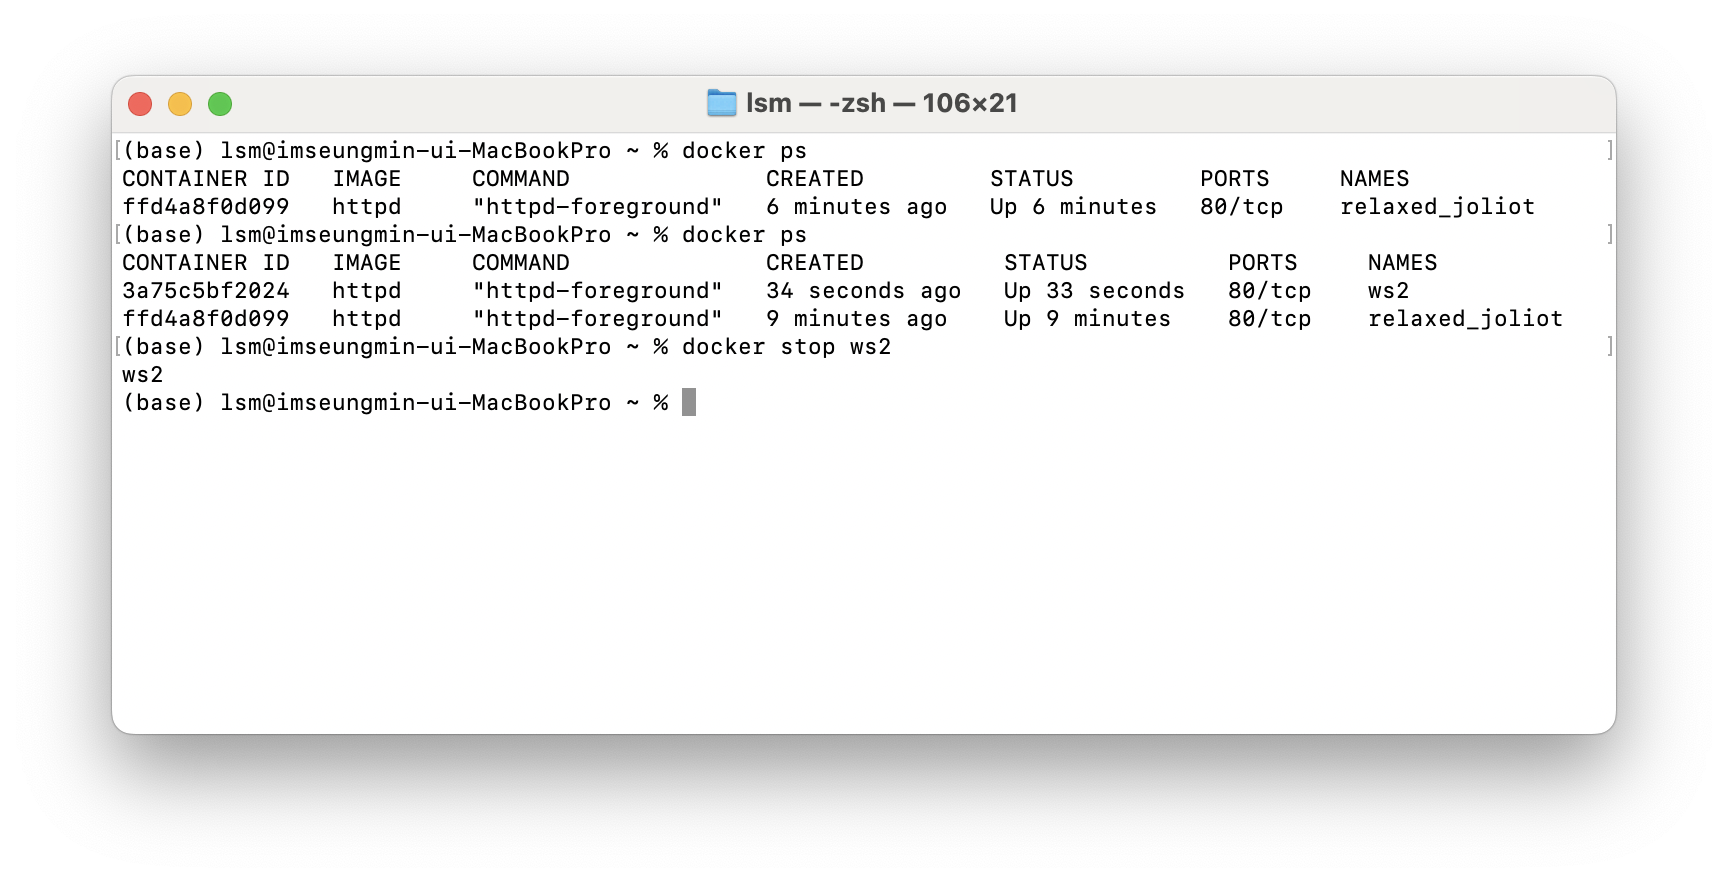 lsm — -zsh — 106×21
[(base) lsm@imseungmin-ui-MacBookPro ~ % docker ps ]
CONTAINER ID   IMAGE     COMMAND              CREATED         STATUS         PORTS     NAMES
ffd4a8f0d099   httpd     "httpd-foreground"   6 minutes ago   Up 6 minutes   80/tcp    relaxed_joliot
[(base) lsm@imseungmin-ui-MacBookPro ~ % docker ps ]
CONTAINER ID   IMAGE     COMMAND              CREATED          STATUS          PORTS     NAMES
3a75c5bf2024   httpd     "httpd-foreground"   34 seconds ago   Up 33 seconds   80/tcp    ws2
ffd4a8f0d099   httpd     "httpd-foreground"   9 minutes ago    Up 9 minutes    80/tcp    relaxed_joliot
[(base) lsm@imseungmin-ui-MacBookPro ~ % docker stop ws2 ]
ws2
(base) lsm@imseungmin-ui-MacBookPro ~ %